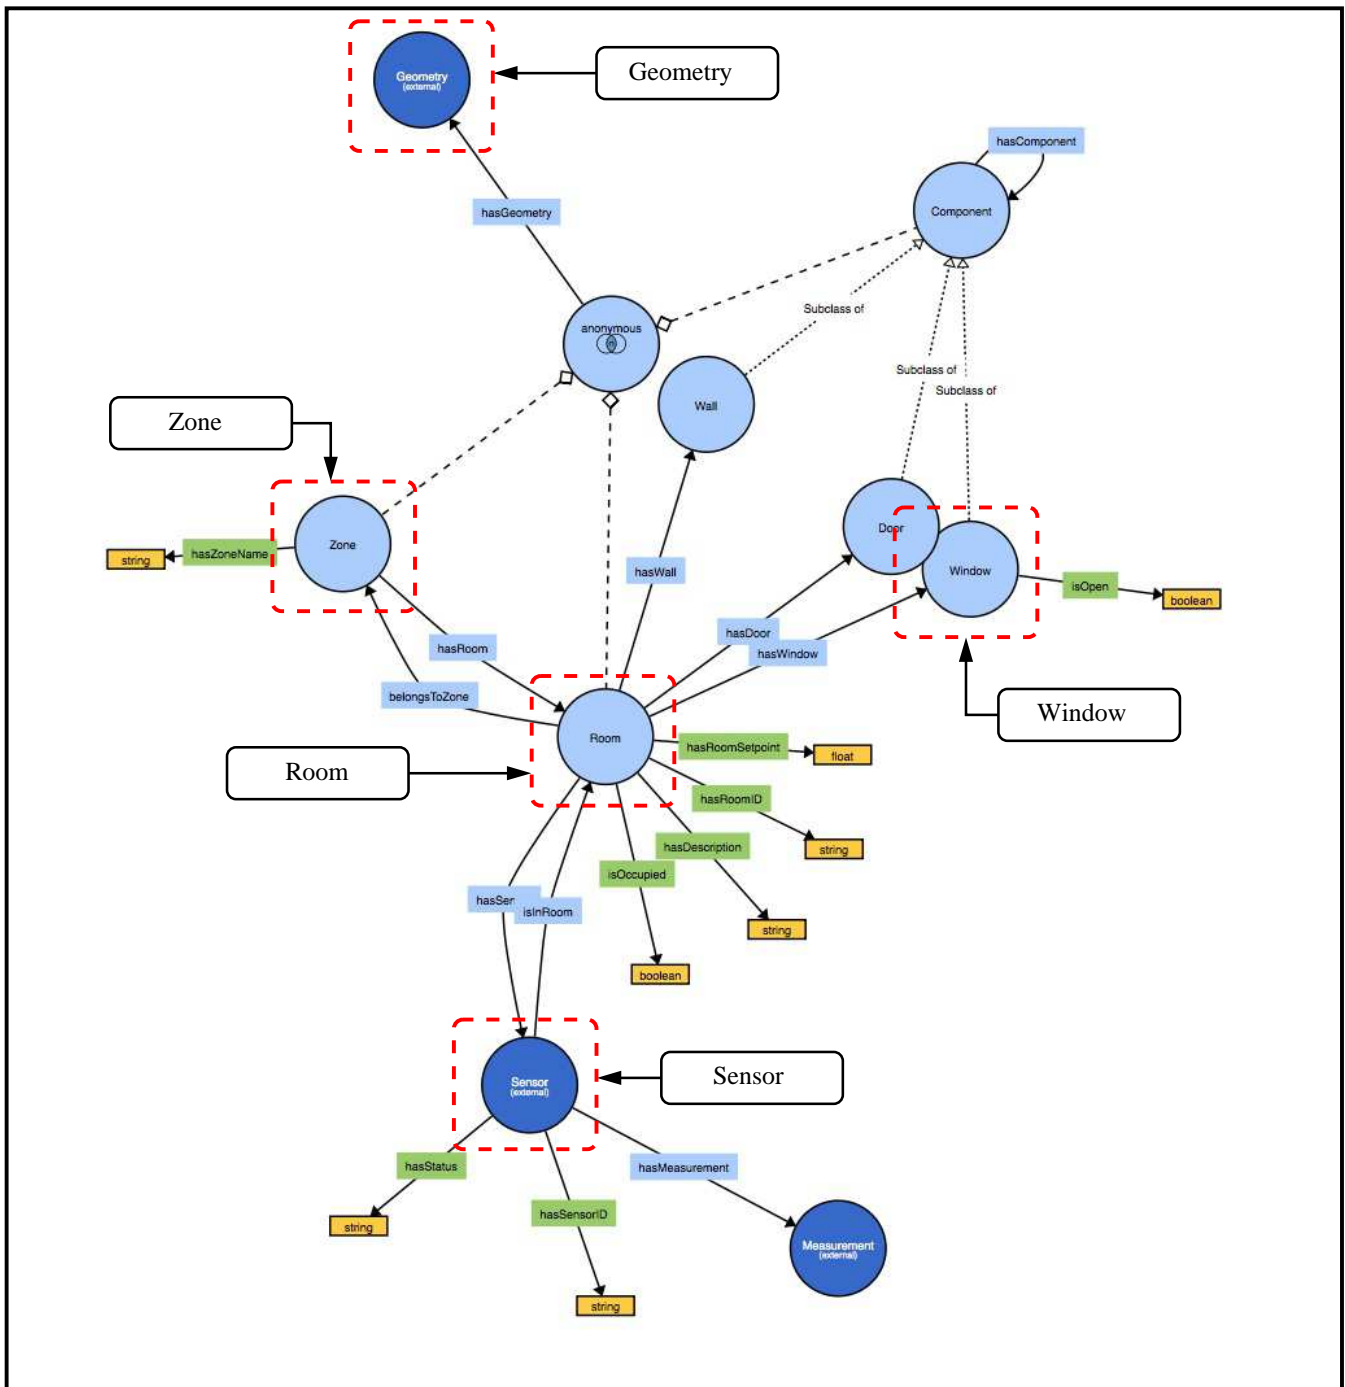 Geometry
(external)
Geometry
hasComponent
Component
hasGeometry
anonymous
Subclass of
Wall
Subclass of
Subclass of
Zone
Zone
hasZoneName
string
Door
Window
isOpen
boolean
hasWall
hasDoor
hasWindow
hasRoom
belongsToZone
Window
Room
Room
hasRoomSetpoint
float
hasRoomID
string
hasDescription
string
isOccupied
boolean
hasSen
isInRoom
Sensor
(external)
Sensor
hasStatus
string
hasSensorID
string
hasMeasurement
Measurement
(external)